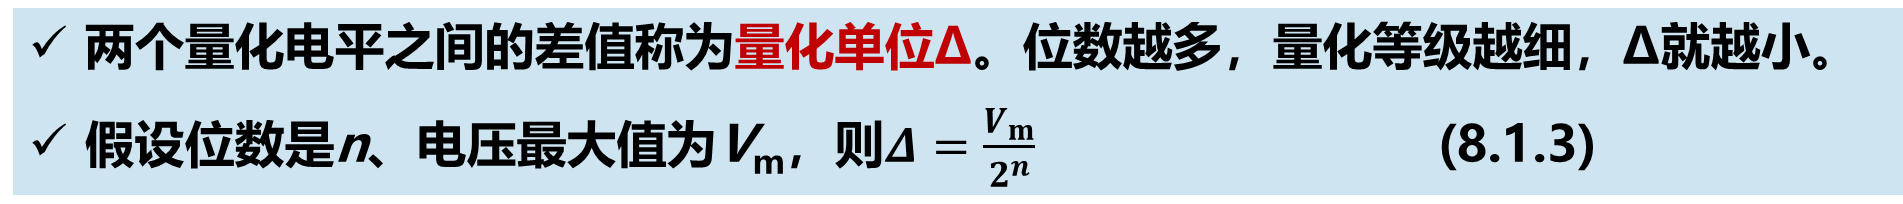 ✓ 两个量化电平之间的差值称为量化单位Δ。位数越多，量化等级越细，Δ就越小。
✓ 假设位数是n、电压最大值为Vm，则Δ = Vm/2^n (8.1.3)